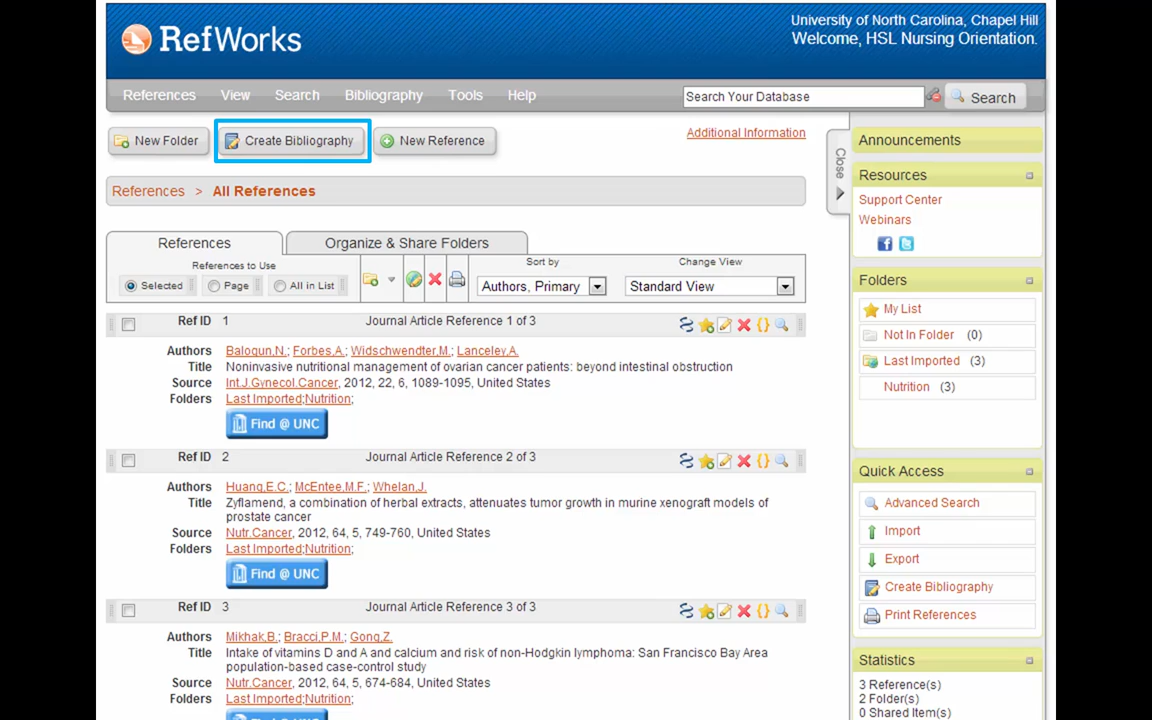 University of North Carolina, Chapel Hill
RefWorks
Welcome, HSL Nursing Orientation.
References View Search Bibliography Tools Help
Search Your Database
Search
New Folder
Create Bibliography
New Reference
Additional Information
References > All References
References
Organize & Share Folders
References to Use
Selected Page All in List
Sort by
Authors, Primary
Change View
Standard View
Ref ID 1 Journal Article Reference 1 of 3
Authors Balogun,N.; Forbes,A.; Widschwendter,M.; Lanceley,A.
Title Noninvasive nutritional management of ovarian cancer patients: beyond intestinal obstruction
Source Int.J.Gynecol.Cancer, 2012, 22, 6, 1089-1095, United States
Folders Last Imported;Nutrition;
Find @ UNC
Ref ID 2 Journal Article Reference 2 of 3
Authors Huang,E.C.; McEntee,M.F.; Whelan,J.
Title Zyflamend, a combination of herbal extracts, attenuates tumor growth in murine xenograft models of
prostate cancer
Source Nutr.Cancer, 2012, 64, 5, 749-760, United States
Folders Last Imported;Nutrition;
Find @ UNC
Ref ID 3 Journal Article Reference 3 of 3
Authors Mikhak,B.; Bracci,P.M.; Gong,Z.
Title Intake of vitamins D and A and calcium and risk of non-Hodgkin lymphoma: San Francisco Bay Area
population-based case-control study
Source Nutr.Cancer, 2012, 64, 5, 674-684, United States
Folders Last Imported;Nutrition;
Close
Announcements
Resources
Support Center
Webinars
Folders
My List
Not In Folder (0)
Last Imported (3)
Nutrition (3)
Quick Access
Advanced Search
Import
Export
Create Bibliography
Print References
Statistics
3 Reference(s)
2 Folder(s)
0 Shared Item(s)